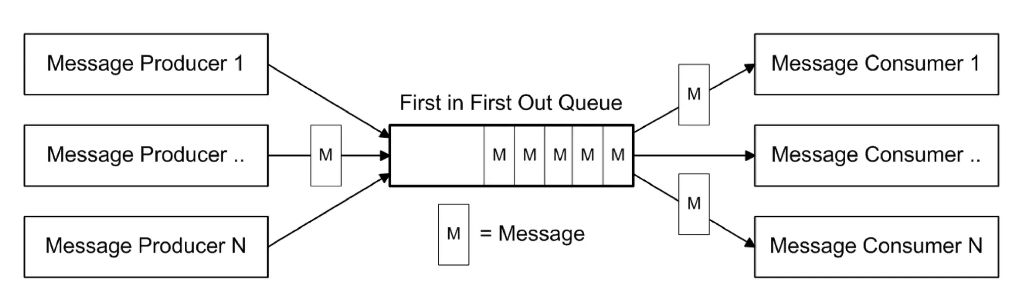 Message Producer 1
Message Producer ..
Message Producer N
M
First in First Out Queue
M M M M M
M = Message
M
M
Message Consumer 1
Message Consumer ..
Message Consumer N